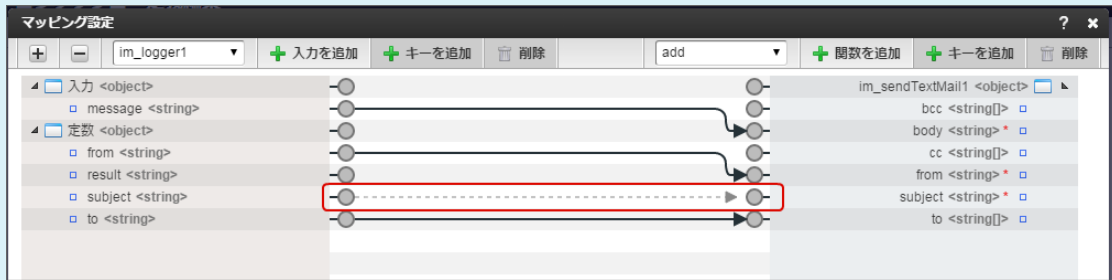 マッピング設定 ?
im_logger1 入力を追加 キーを追加 削除 add 関数を追加 キーを追加 削除
入力 <object> im_sendTextMail1 <object>
message <string> bcc <string[]>
定数 <object> body <string> *
from <string> cc <string[]>
result <string> from <string> *
subject <string> subject <string> *
to <string> to <string[]>